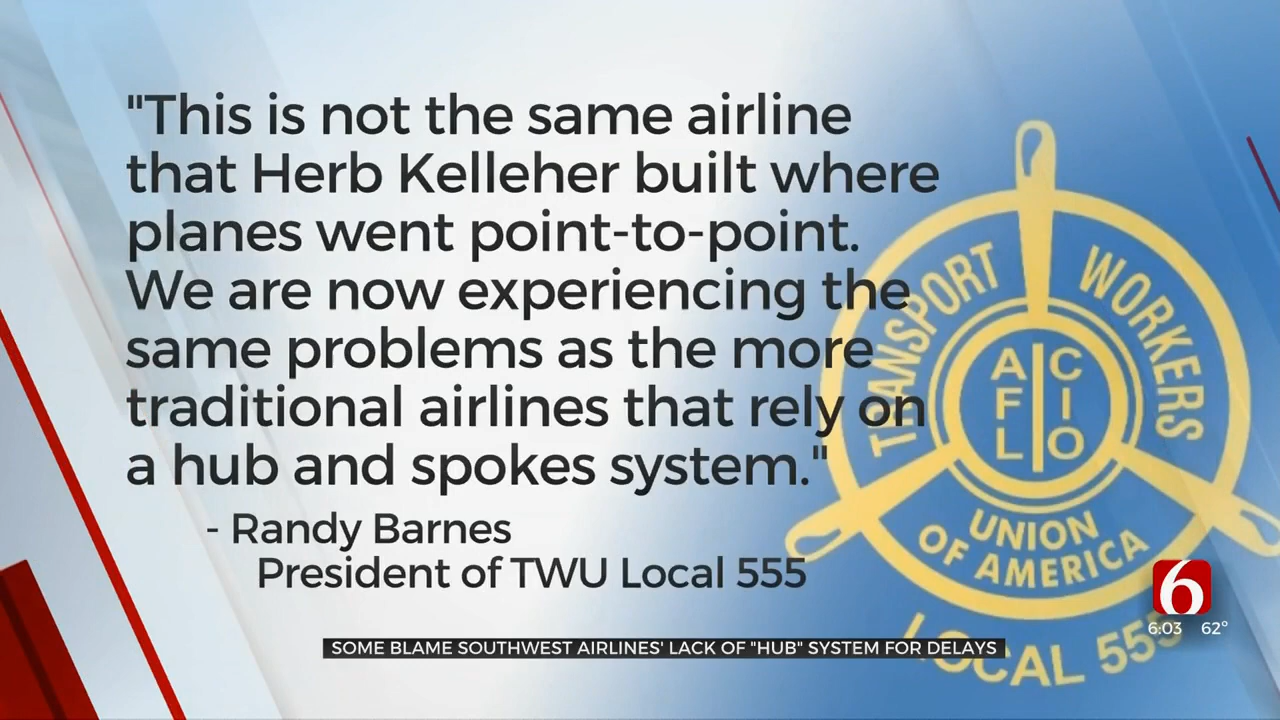 "This is not the same airline
that Herb Kelleher built where
planes went point-to-point.
We are now experiencing the
same problems as the more
traditional airlines that rely on
a hub and spokes system."
- Randy Barnes
President of TWU Local 555
TRANSPORT WORKERS
AFL CIO
UNION
OF AMERICA
LOCAL 555
6
6:03 62°
SOME BLAME SOUTHWEST AIRLINES' LACK OF "HUB" SYSTEM FOR DELAYS